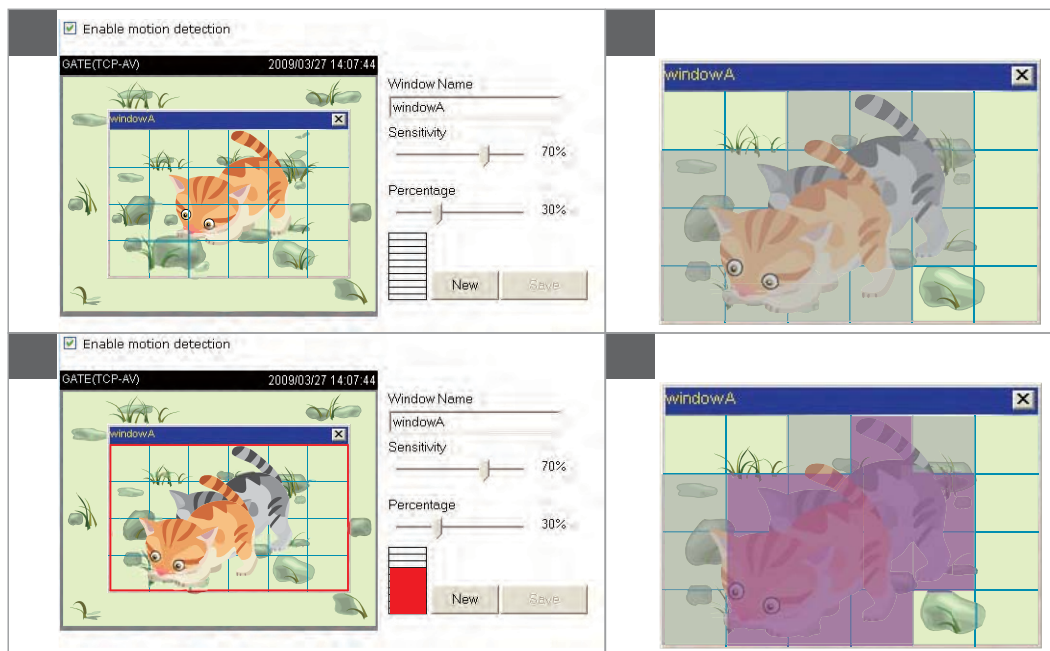 Enable motion detection
GATE(TCP-AV) 2009/03/27 14:07:44
windowA
Window Name
windowA
Sensitivity
70%
Percentage
30%
New Save
windowA
Enable motion detection
GATE(TCP-AV) 2009/03/27 14:07:44
windowA
Window Name
windowA
Sensitivity
70%
Percentage
30%
New Save
windowA